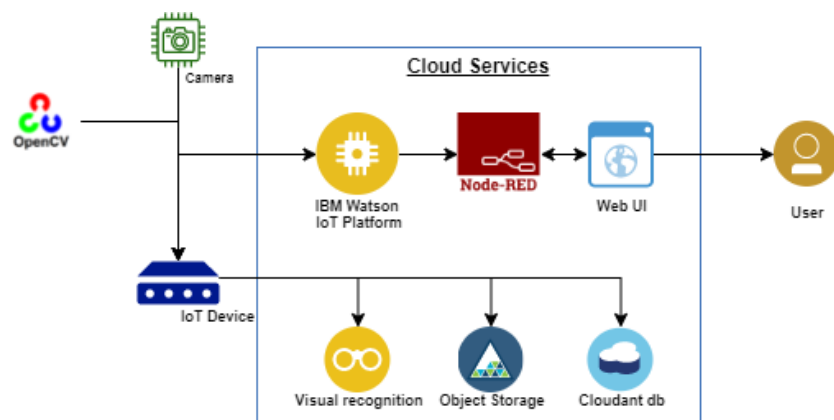 Cloud Services
Camera
OpenCV
IBM Watson
IoT Platform
Node-RED
Web UI
User
IoT Device
Visual recognition
Object Storage
Cloudant db